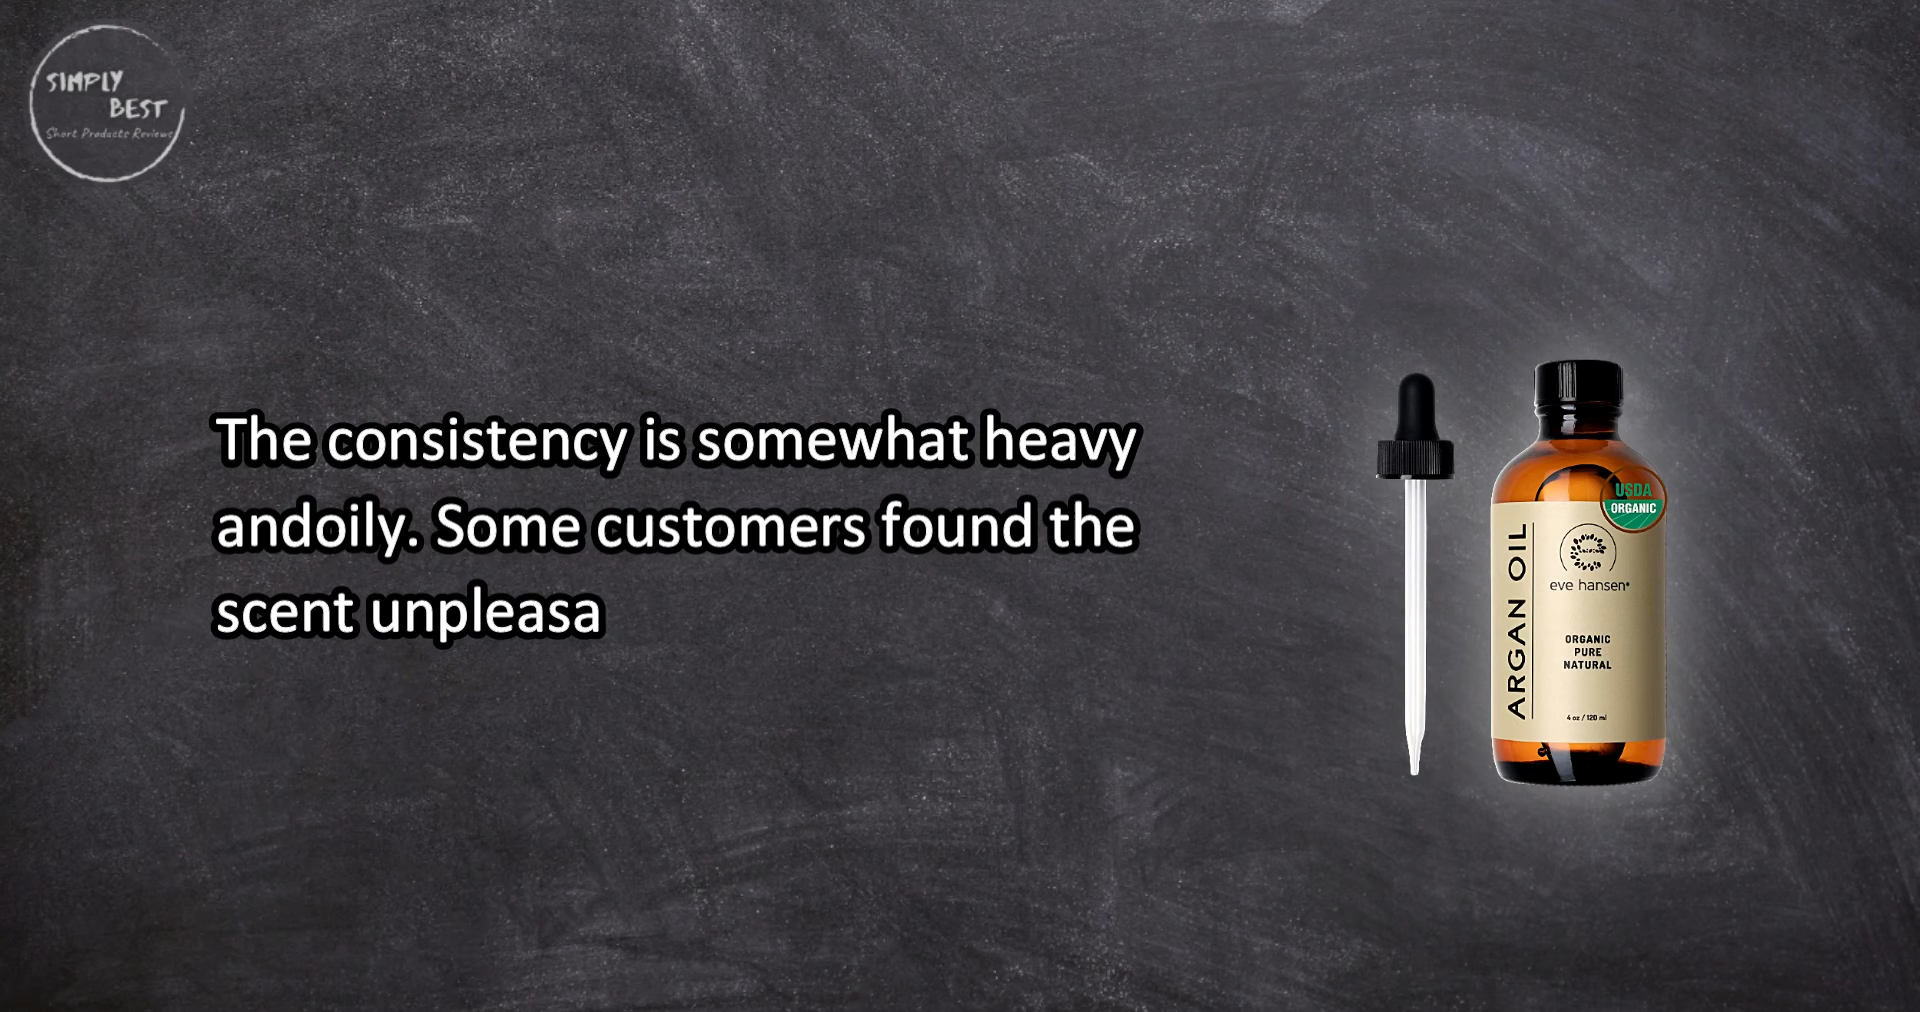 SIMPLY
BEST
Short Products Reviews
The consistency is somewhat heavy
andoily. Some customers found the
scent unpleasa
USDA
ORGANIC
ARGAN OIL
eve hansen
ORGANIC
PURE
NATURAL
4 oz / 120 ml